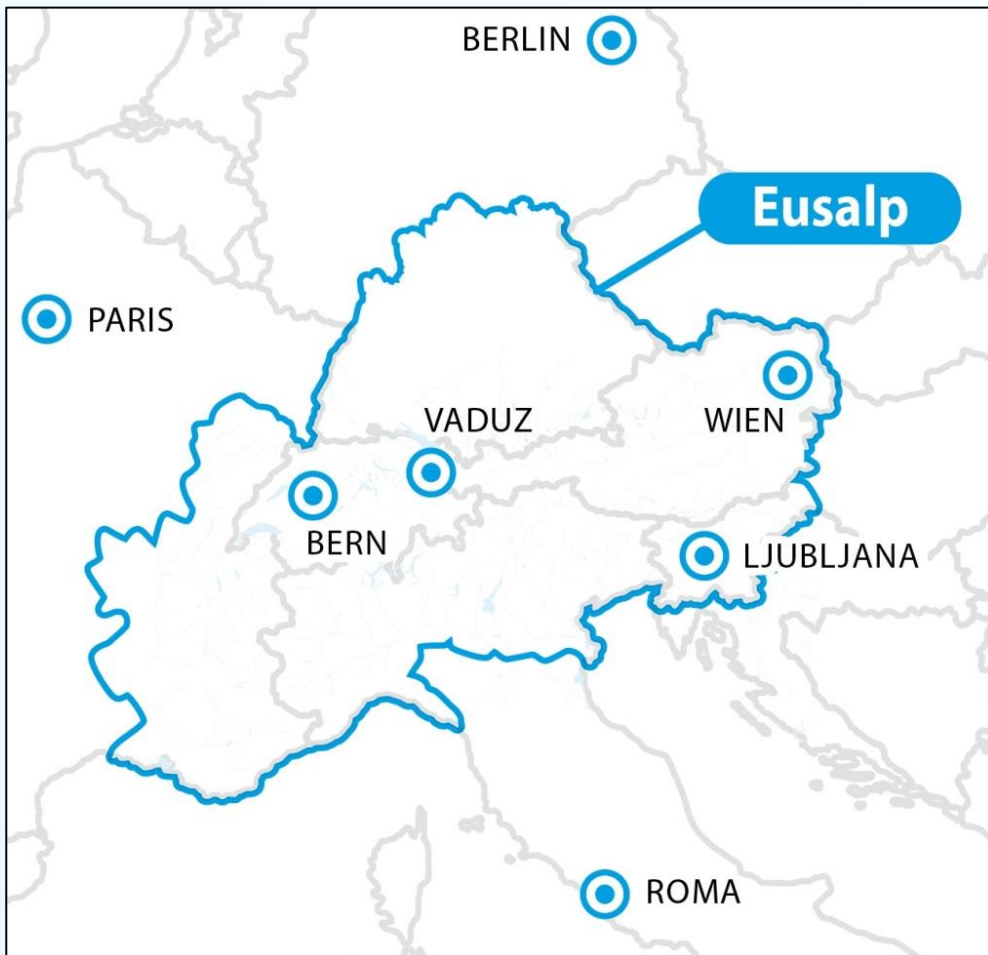 BERLIN
Eusalp
PARIS
VADUZ
WIEN
BERN
LJUBLJANA
ROMA